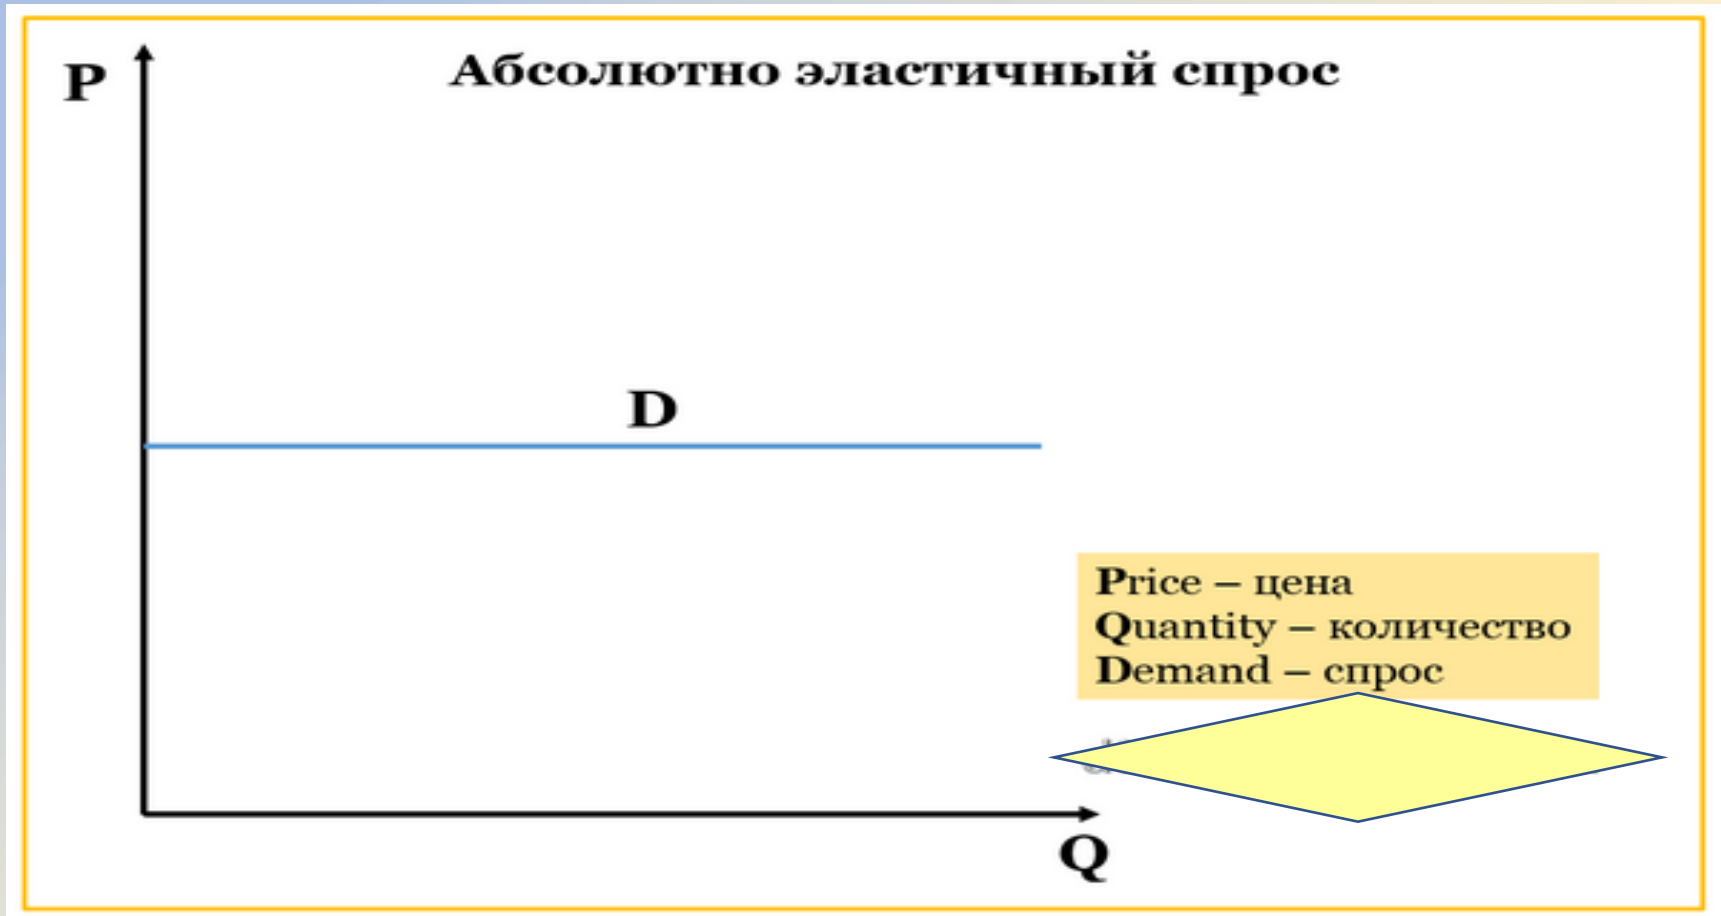 Абсолютно эластичный спрос
P
D
Price – цена
Quantity – количество
Demand – спрос
Q